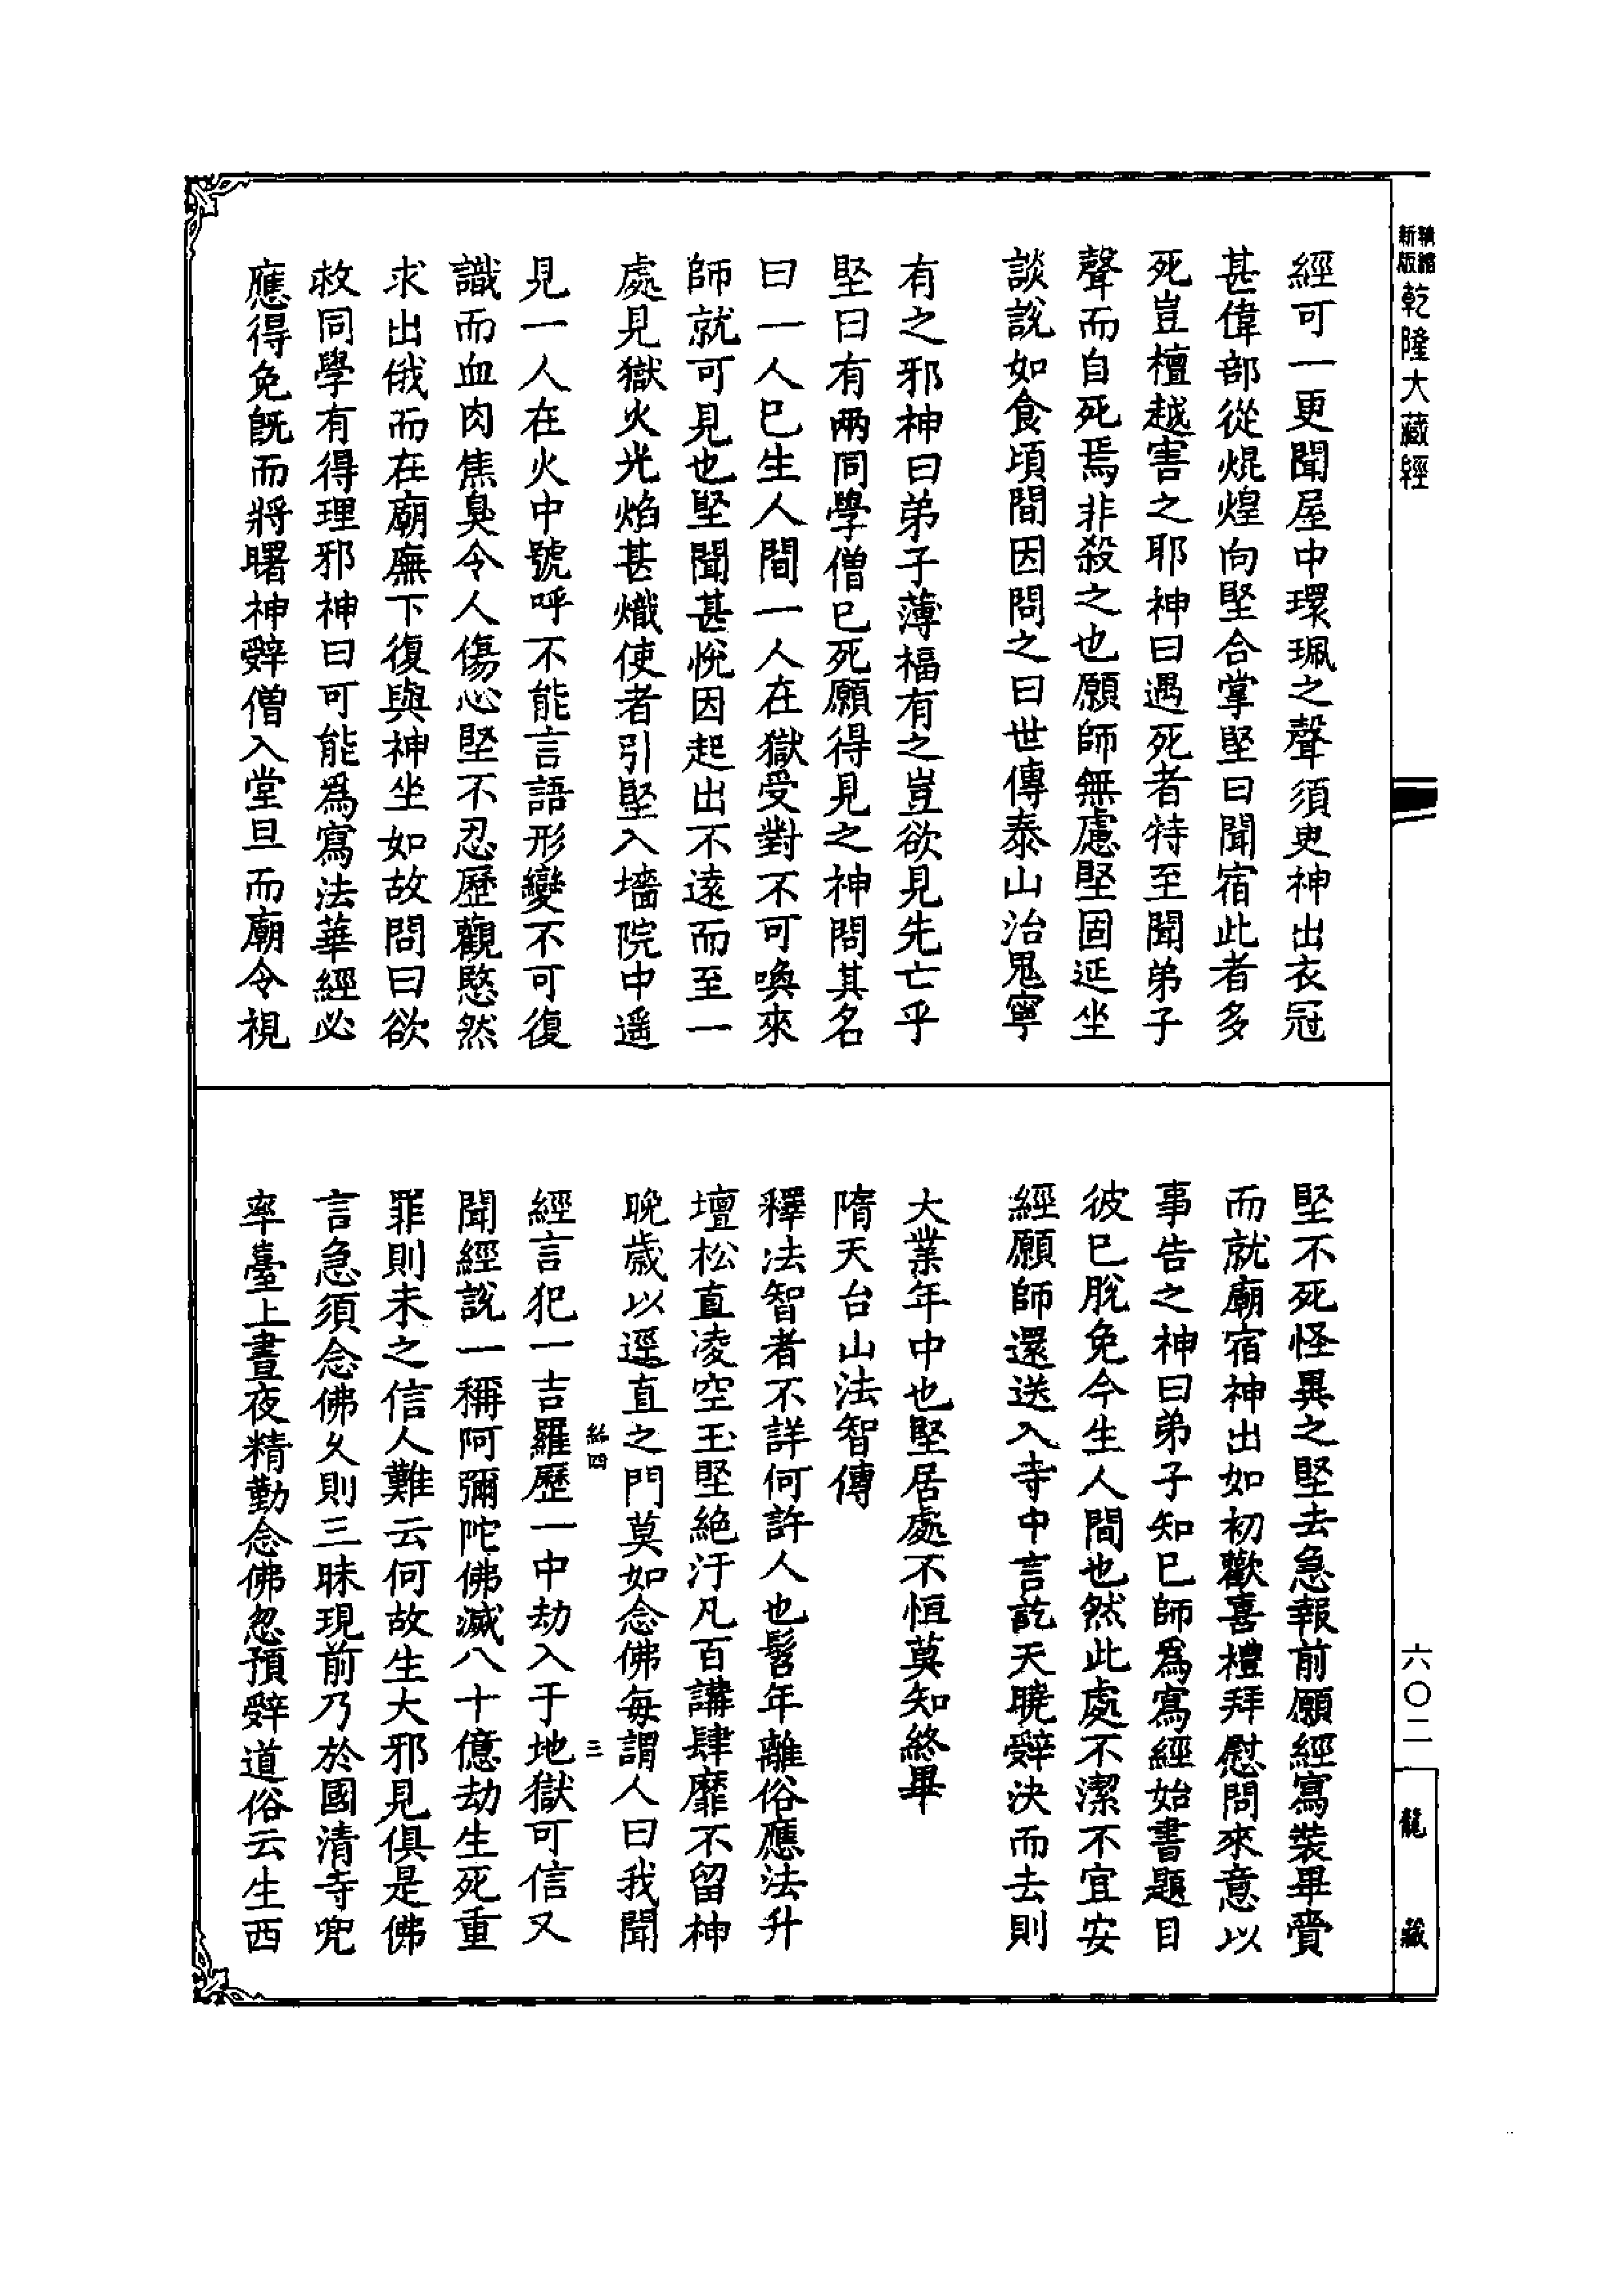 精縮新版乾隆大藏經
經可一更聞屋中環珮之聲須臾神出衣冠
甚偉部從焜煌向堅合掌堅曰聞宿此者多
死豈檀越害之耶神曰遇死者特至聞弟子
聲而自死焉非殺之也願師無慮堅固延坐
談說如食頃間因問之曰世傳泰山治鬼寧
有之邪神曰弟子薄福有之豈欲見先亡乎
堅曰有兩同學僧已死願得見之神問其名
曰一人已生人間一人在獄受對不可喚來
師就可見也堅聞甚悅因起出不遠而至一
處見獄火光焰甚熾使者引堅入墻院中遥
見一人在火中號呼不能言語形變不可復
識而血肉焦臭令人傷心堅不忍歷觀愍然
求出俄而在廟廡下復與神坐如故問曰欲
救同學有得理邪神曰可能爲寫法華經必
應得免旣而將曙神辭僧入堂旦而廟令視
堅不死怪異之堅去急報前願經寫裝畢賷
而就廟宿神出如初歡喜禮拜慰問來意以
事告之神曰弟子知已師爲寫經始書題目
彼已脫免今生人間也然此處不潔不宜安
經願師還送入寺中言訖天曉辭決而去則
大業年中也堅居處不恒莫知終畢
隋天台山法智傳
釋法智者不詳何許人也髫年離俗應法升
壇松直凌空玉堅絶汙凡百講肆靡不留神
晚歲以逕直之門莫如念佛每謂人曰我聞
經言犯一吉羅歷一中劫入于地獄可信又
聞經說一稱阿彌陀佛滅八十億劫生死重
罪則未之信人難云何故生大邪見俱是佛
言急須念佛久則三昧現前乃於國清寺兜
率臺上晝夜精勤念佛忽預辭道俗云生西
四
三
六〇二
龍藏